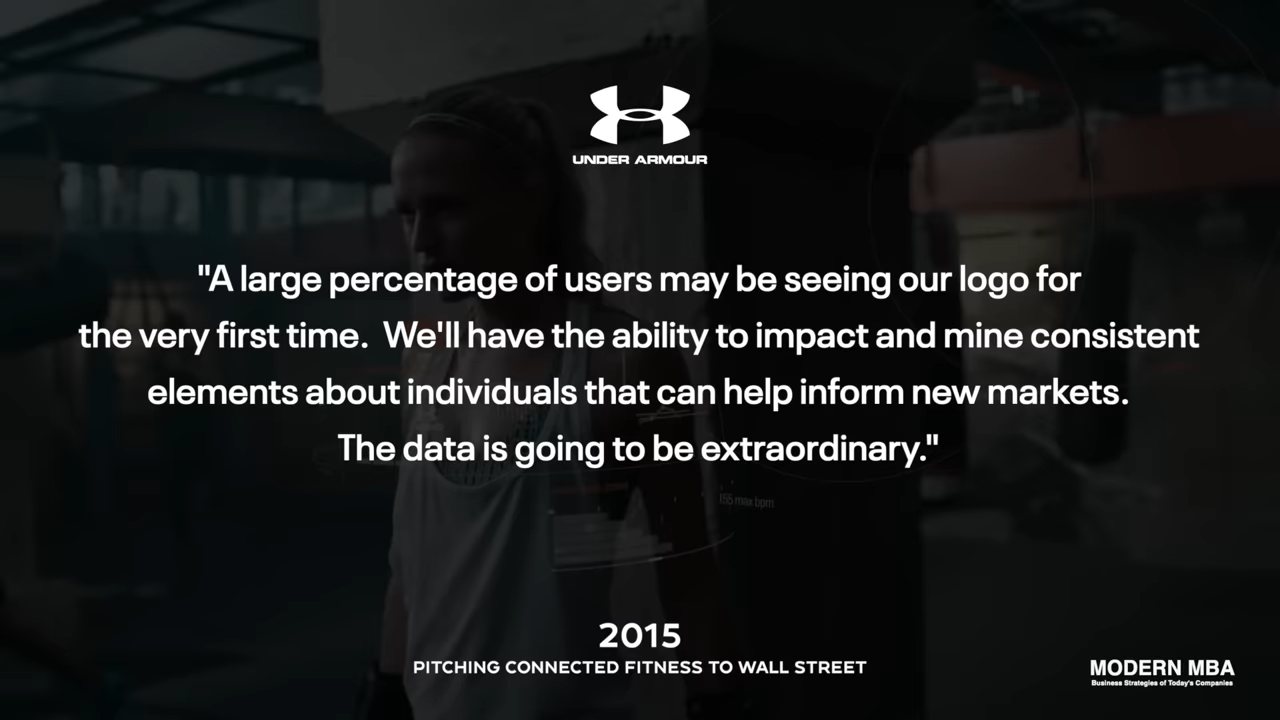 UNDER ARMOUR
"A large percentage of users may be seeing our logo for
the very first time.  We'll have the ability to impact and mine consistent
elements about individuals that can help inform new markets.
The data is going to be extraordinary."
155 max bpm
2015
PITCHING CONNECTED FITNESS TO WALL STREET
MODERN MBA
Business Strategies of Today's Companies